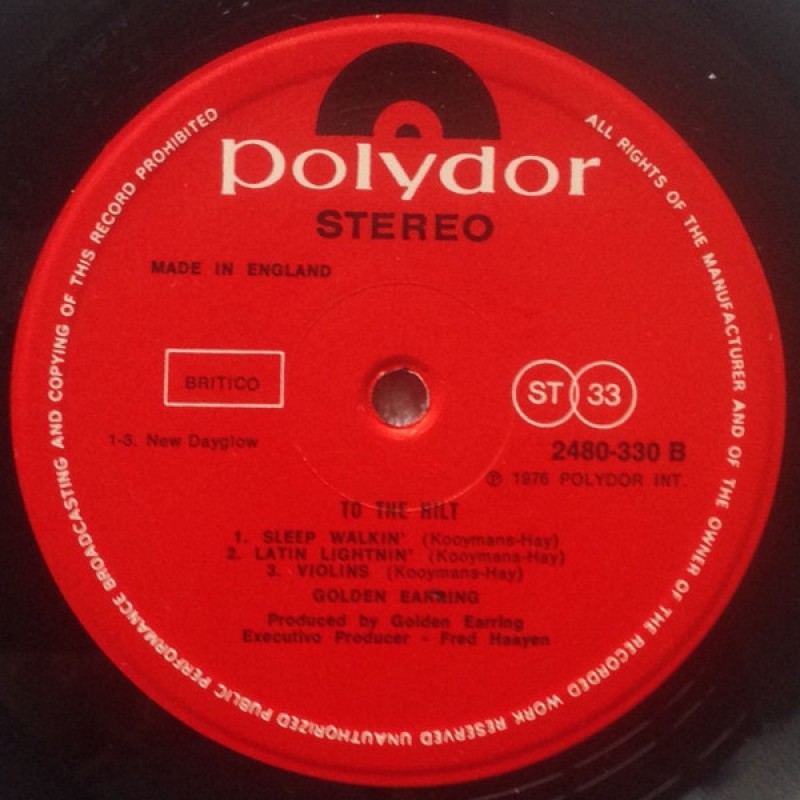 polydor
STEREO
MADE IN ENGLAND
BRITICO
ST 33
1-3. New Dayglow
2480-330 B
℗ 1976 POLYDOR INT.
TO THE HILT
1. SLEEP WALKIN' (Kooymans-Hay)
2. LATIN LIGHTNIN' (Kooymans-Hay)
3. VIOLINS (Kooymans-Hay)
GOLDEN EARRING
Produced by Golden Earring
Executivo Producer - Fred Haayen
ALL RIGHTS OF THE MANUFACTURER AND OF THE OWNER OF THE RECORDED WORK RESERVED UNAUTHORIZED PUBLIC PERFORMANCE BROADCASTING AND COPYING OF THIS RECORD PROHIBITED